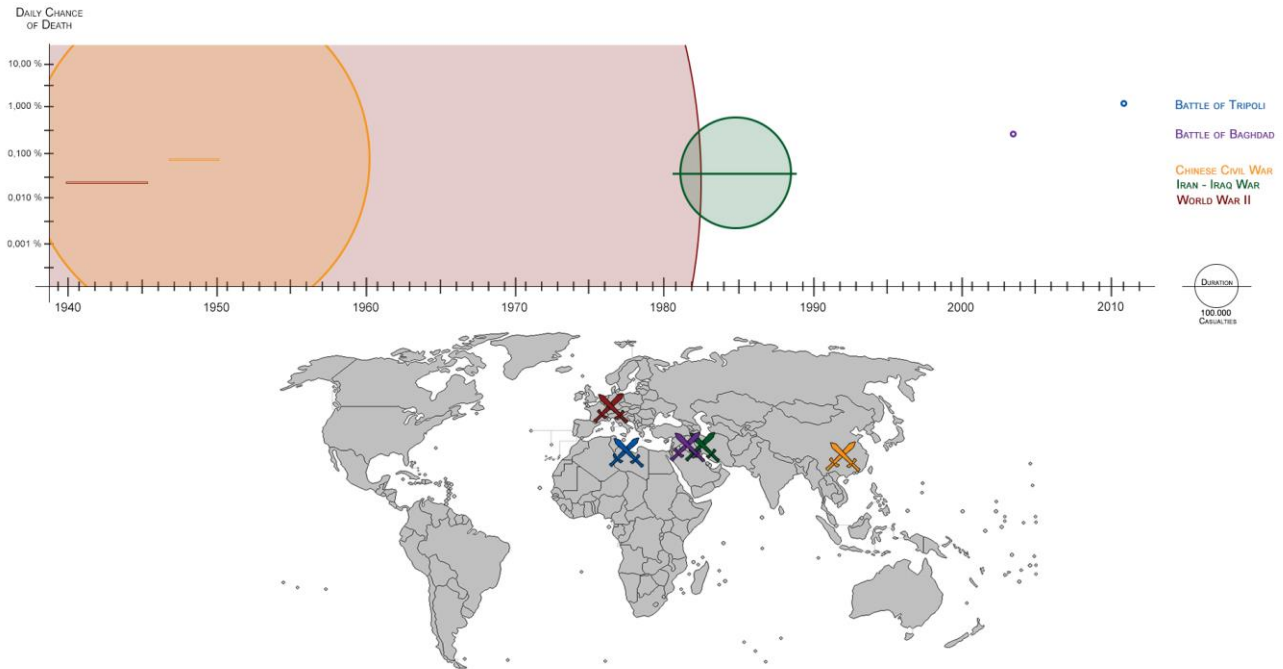 Daily Chance
of Death
10,00 %
1,000 %
0,100 %
0,010 %
0,001 %
1940
1950
1960
1970
1980
1990
2000
2010
Battle of Tripoli
Battle of Baghdad
Chinese Civil War
Iran - Iraq War
World War II
Duration
100.000
Casualties